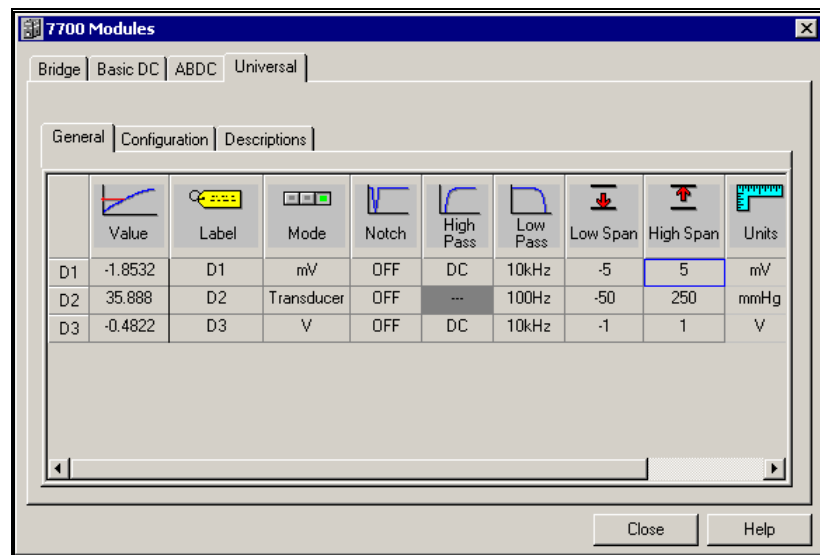 7700 Modules
Bridge Basic DC ABDC Universal
General Configuration Descriptions
Value Label Mode Notch High Pass Low Pass Low Span High Span Units
D1 -1.8532 D1 mV OFF DC 10kHz -5 5 mV
D2 35.888 D2 Transducer OFF --- 100Hz -50 250 mmHg
D3 -0.4822 D3 V OFF DC 10kHz -1 1 V
Close Help